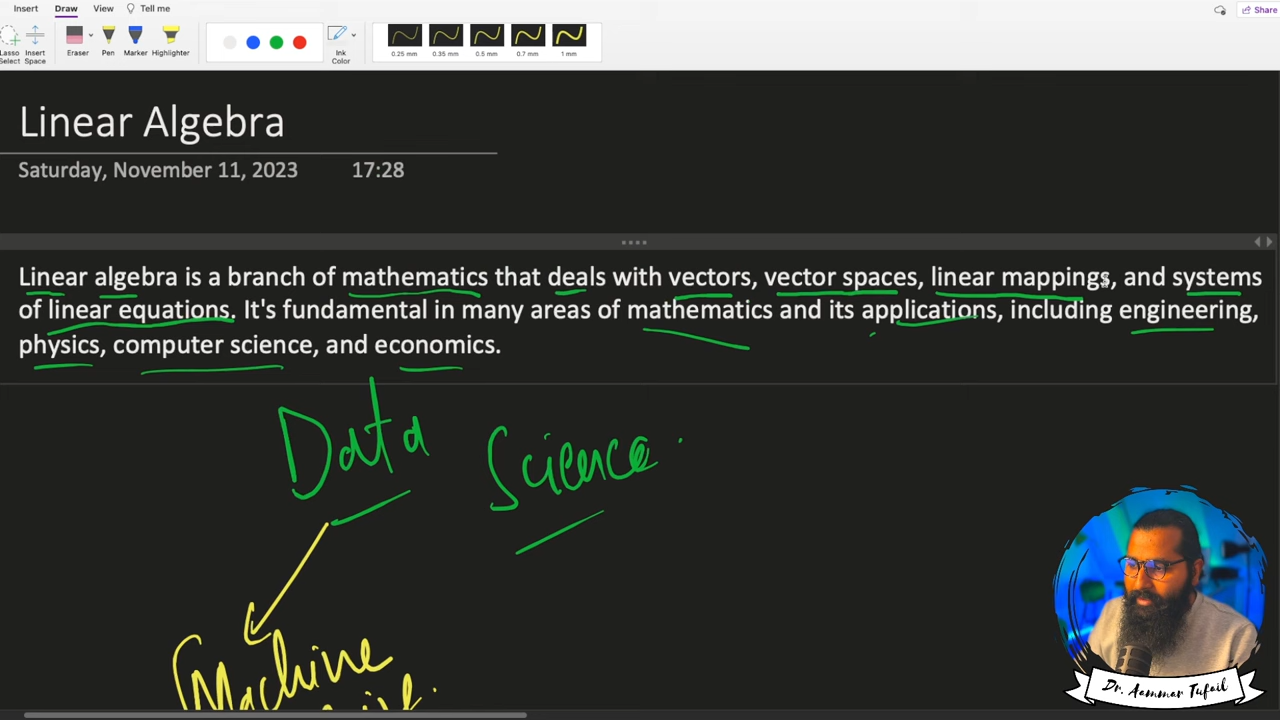 Insert Draw View Tell me
Share
Lasso Select
Insert Space
Eraser
Pen
Marker
Highlighter
Ink Color
0.25 mm
0.35 mm
0.5 mm
0.7 mm
1 mm
Linear Algebra
Saturday, November 11, 2023 17:28
Linear algebra is a branch of mathematics that deals with vectors, vector spaces, linear mappings, and systems
of linear equations. It's fundamental in many areas of mathematics and its applications, including engineering,
physics, computer science, and economics.
Data Science
Machine
Dr. Aammar Tufail